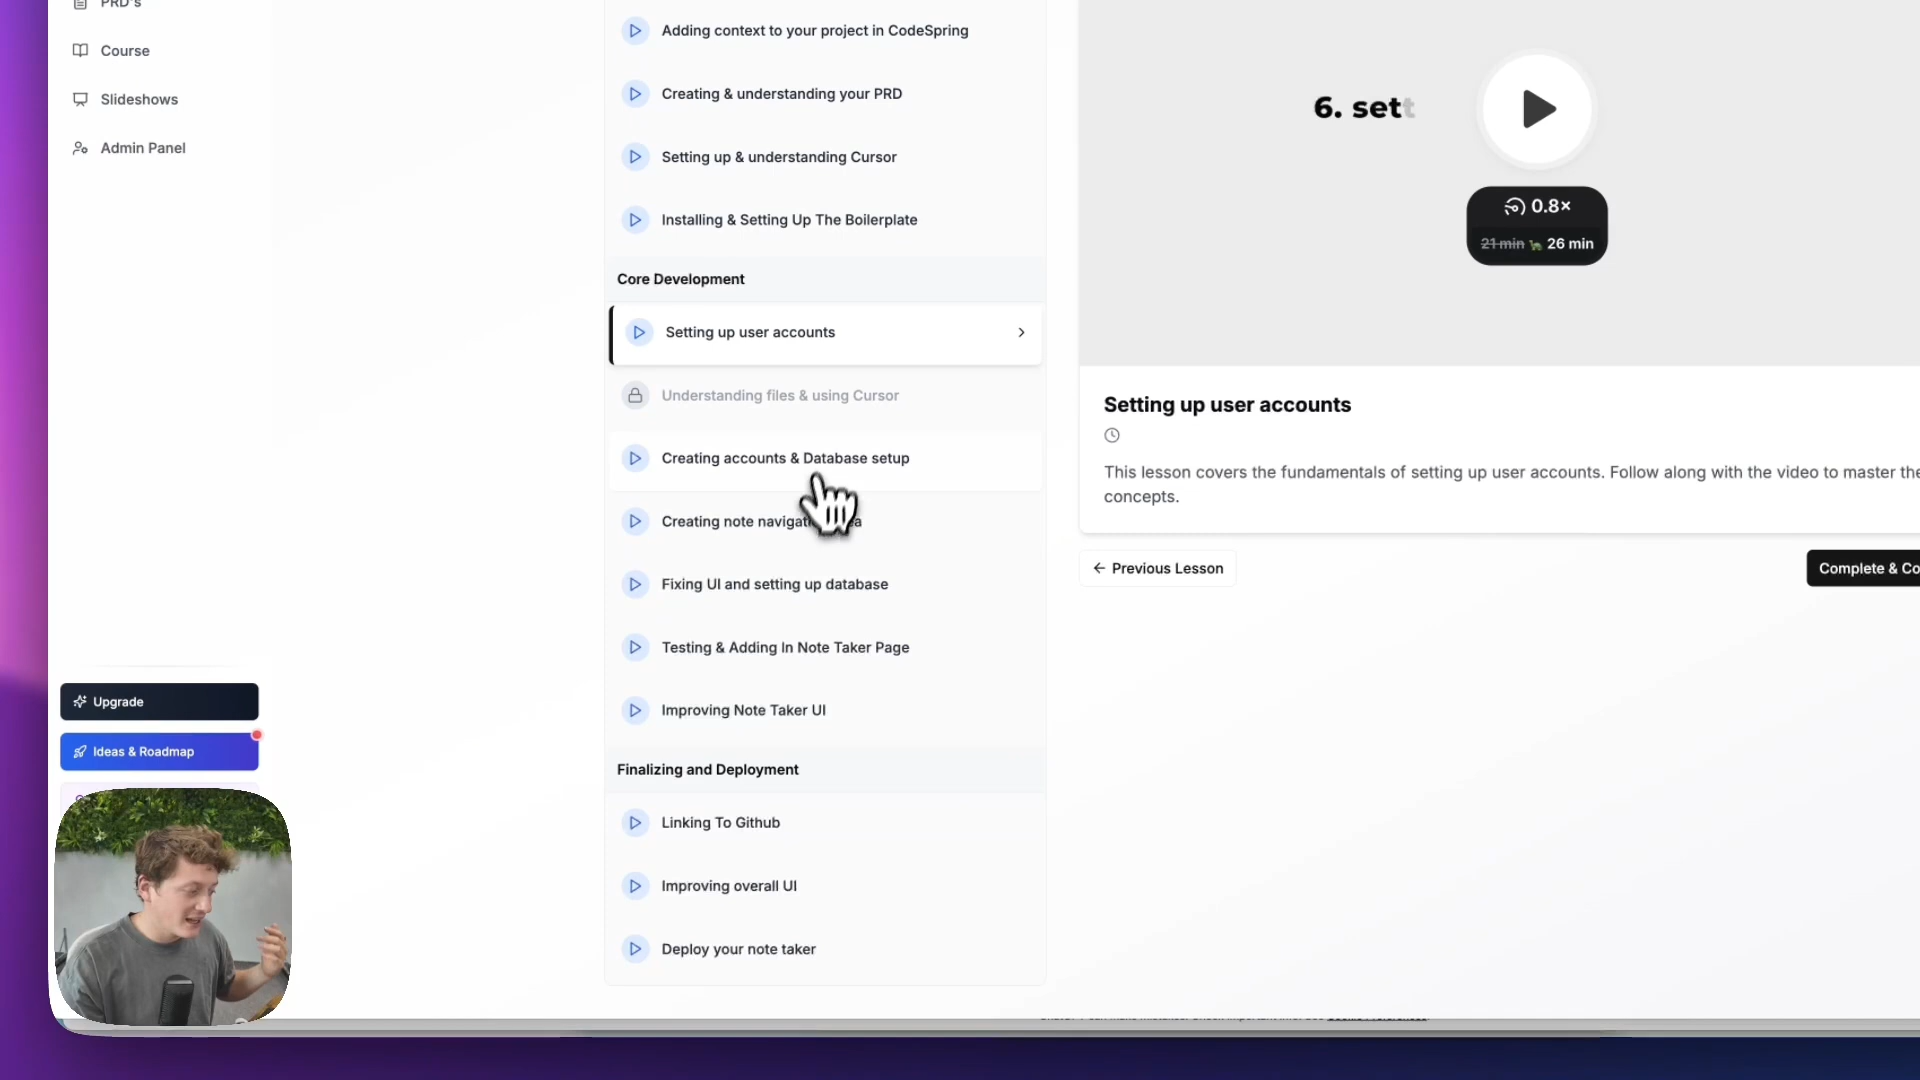 PRD's
Course
Slideshows
Admin Panel
Upgrade
Ideas & Roadmap
Adding context to your project in CodeSpring
Creating & understanding your PRD
Setting up & understanding Cursor
Installing & Setting Up The Boilerplate
Core Development
Setting up user accounts
Understanding files & using Cursor
Creating accounts & Database setup
Creating note
Fixing UI and setting up database
Testing & Adding In Note Taker Page
Improving Note Taker UI
Finalizing and Deployment
Linking To Github
Improving overall UI
Deploy your note taker
6. sett
0.8×
21 min 26 min
Setting up user accounts
This lesson covers the fundamentals of setting up user accounts. Follow along with the video to master the
concepts.
← Previous Lesson
Complete & Co